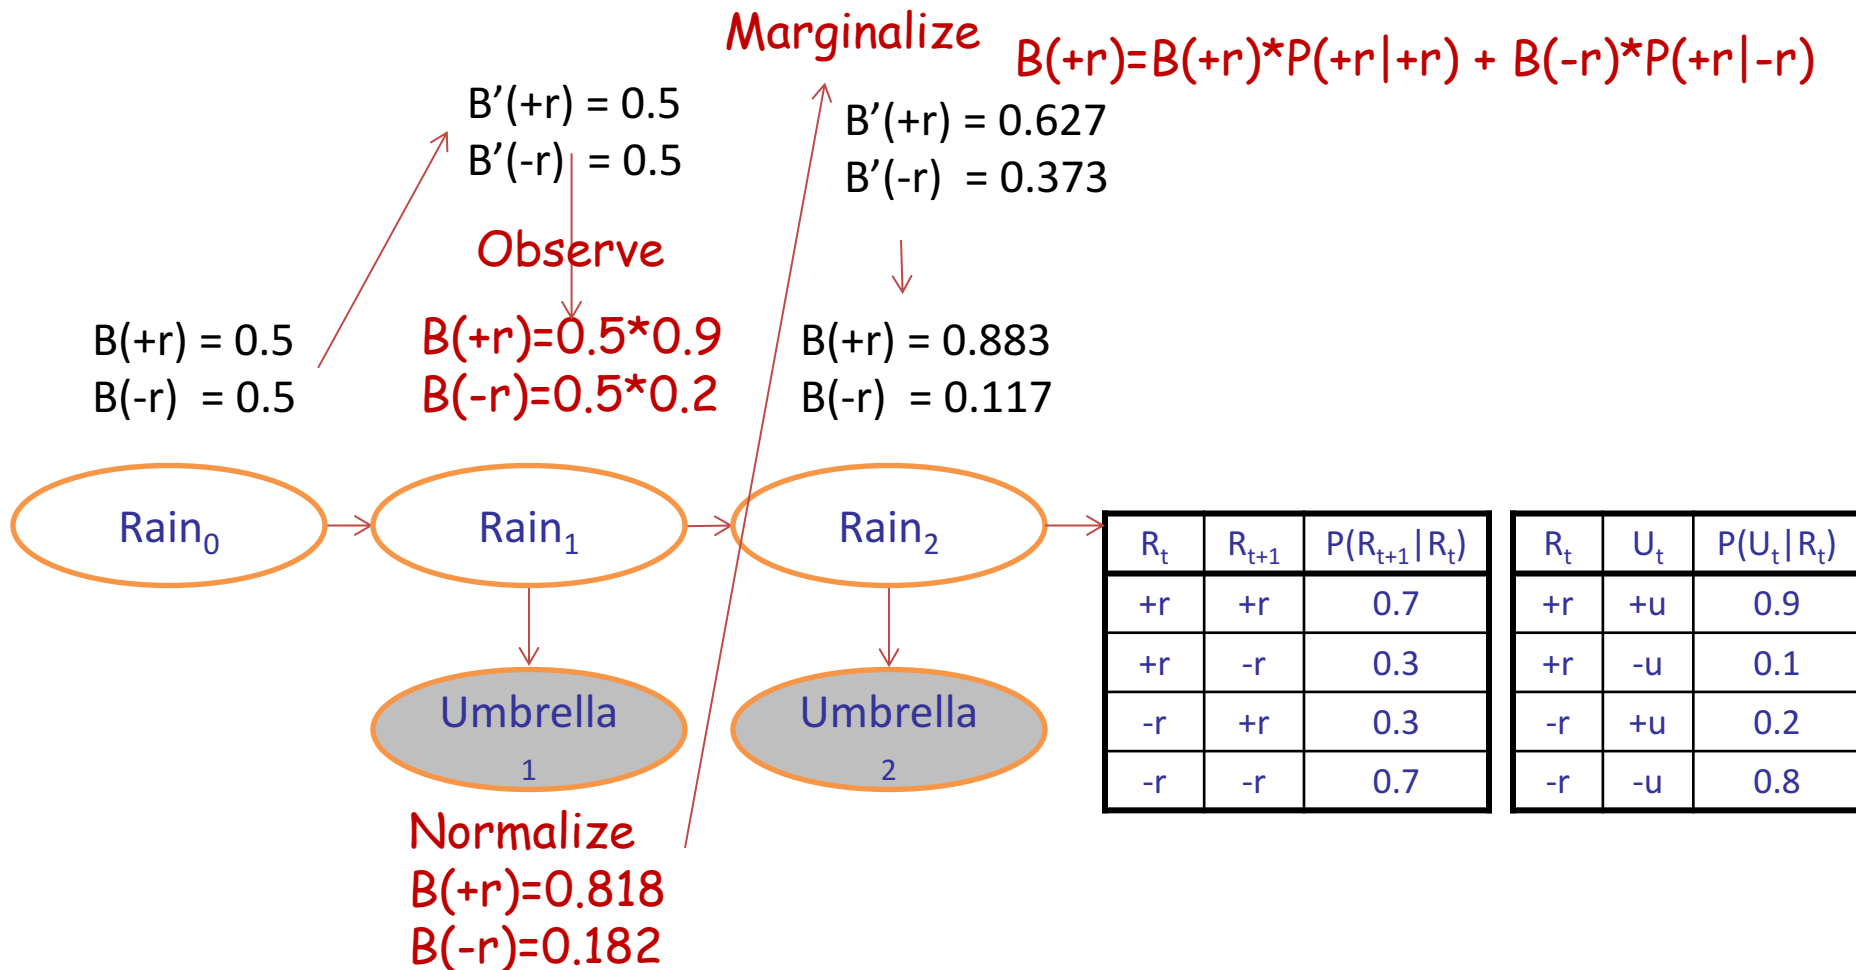 Marginalize
B(+r)=B(+r)*P(+r|+r) + B(-r)*P(+r|-r)
B’(+r) = 0.5
B’(-r) = 0.5
B’(+r) = 0.627
B’(-r) = 0.373
Observe
B(+r) = 0.5
B(-r) = 0.5
B(+r)=0.5*0.9
B(-r)=0.5*0.2
B(+r) = 0.883
B(-r) = 0.117
Rain0
Rain1
Rain2
Umbrella
1
Umbrella
2
Rt Rt+1 P(Rt+1|Rt)
+r +r 0.7
+r -r 0.3
-r +r 0.3
-r -r 0.7
Rt Ut P(Ut|Rt)
+r +u 0.9
+r -u 0.1
-r +u 0.2
-r -u 0.8
Normalize
B(+r)=0.818
B(-r)=0.182